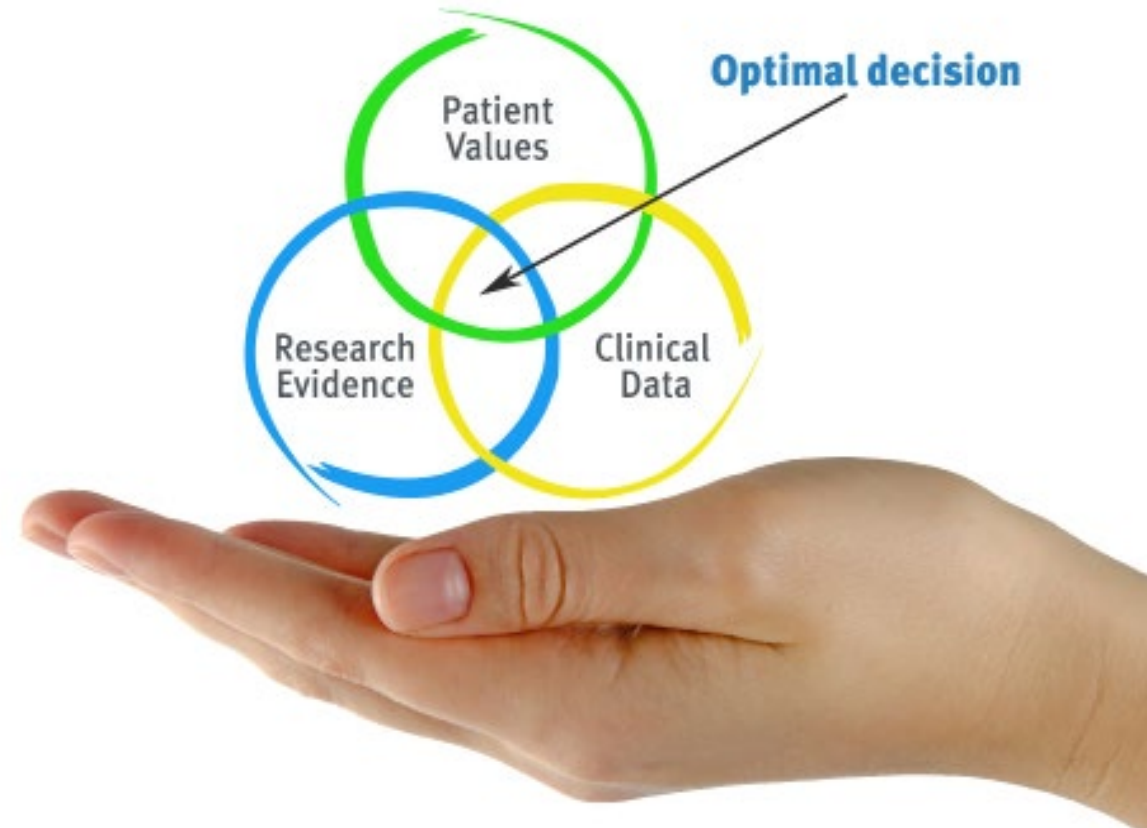 Optimal decision
Patient
Values
Research
Evidence
Clinical
Data